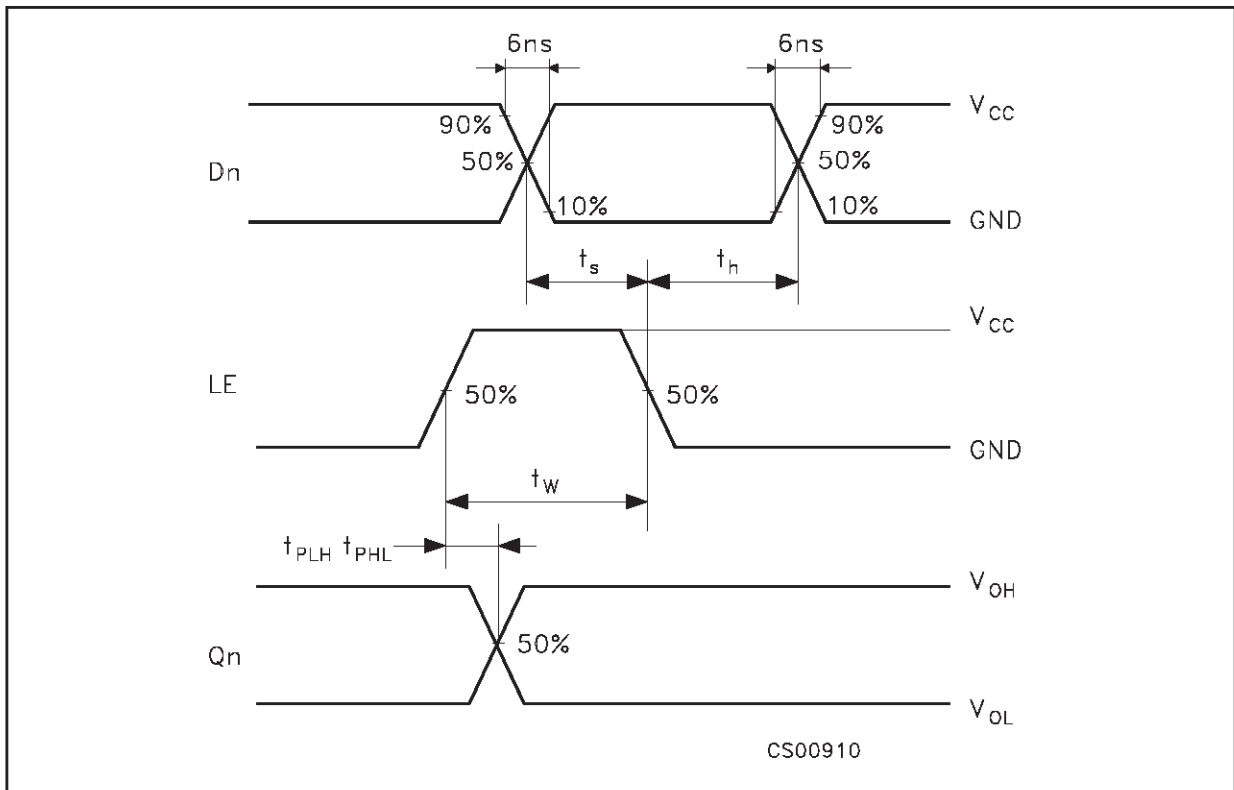 6ns 6ns
V_CC
90% 90%
50% 50%
Dn
10% 10%
GND
t_s t_h
V_CC
LE
50% 50%
GND
t_W
t_PLH t_PHL
V_OH
50%
Qn
V_OL
CS00910